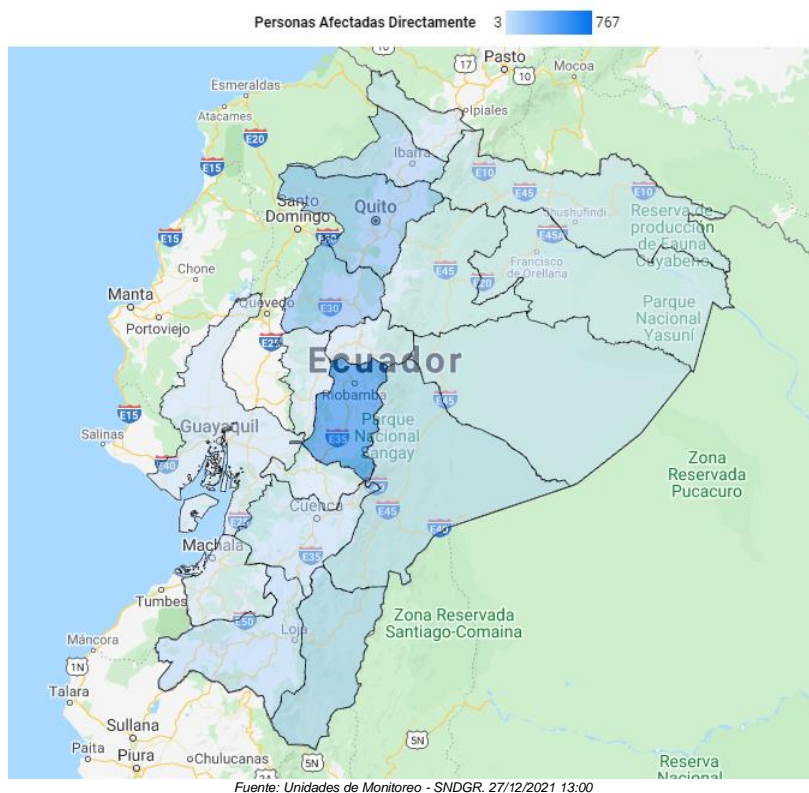 Personas Afectadas Directamente 3 767
10
17
Pasto
10
Mocoa
Esmeraldas
Ipiales
Atacames
E20
Ibarra
E15
E10
E45
E10
Santo
Domingo
Quito
Shushufindi
Reserva de
producción
de Fauna
Cuyabeno
E15
E45A
Chone
E45
Francisco
de Orellana
E20
Manta
Quevedo
E30
Parque
Nacional
Yasuní
Portoviejo
E25
Ecuador
Riobamba
E45
E15
Guayaquil
Parque
Nacional
Sangay
Salinas
E35
E40
Zona
Reservada
Pucacuro
Cuenca
E45
E25
E40
Machala
E35
Tumbes
E50
Loja
Zona Reservada
Santiago-Comaina
Máncora
1N
Talara
Sullana
Paita
Piura
Chulucanas
5N
5N
Reserva
Nacional
Fuente: Unidades de Monitoreo - SNDGR. 27/12/2021 13:00